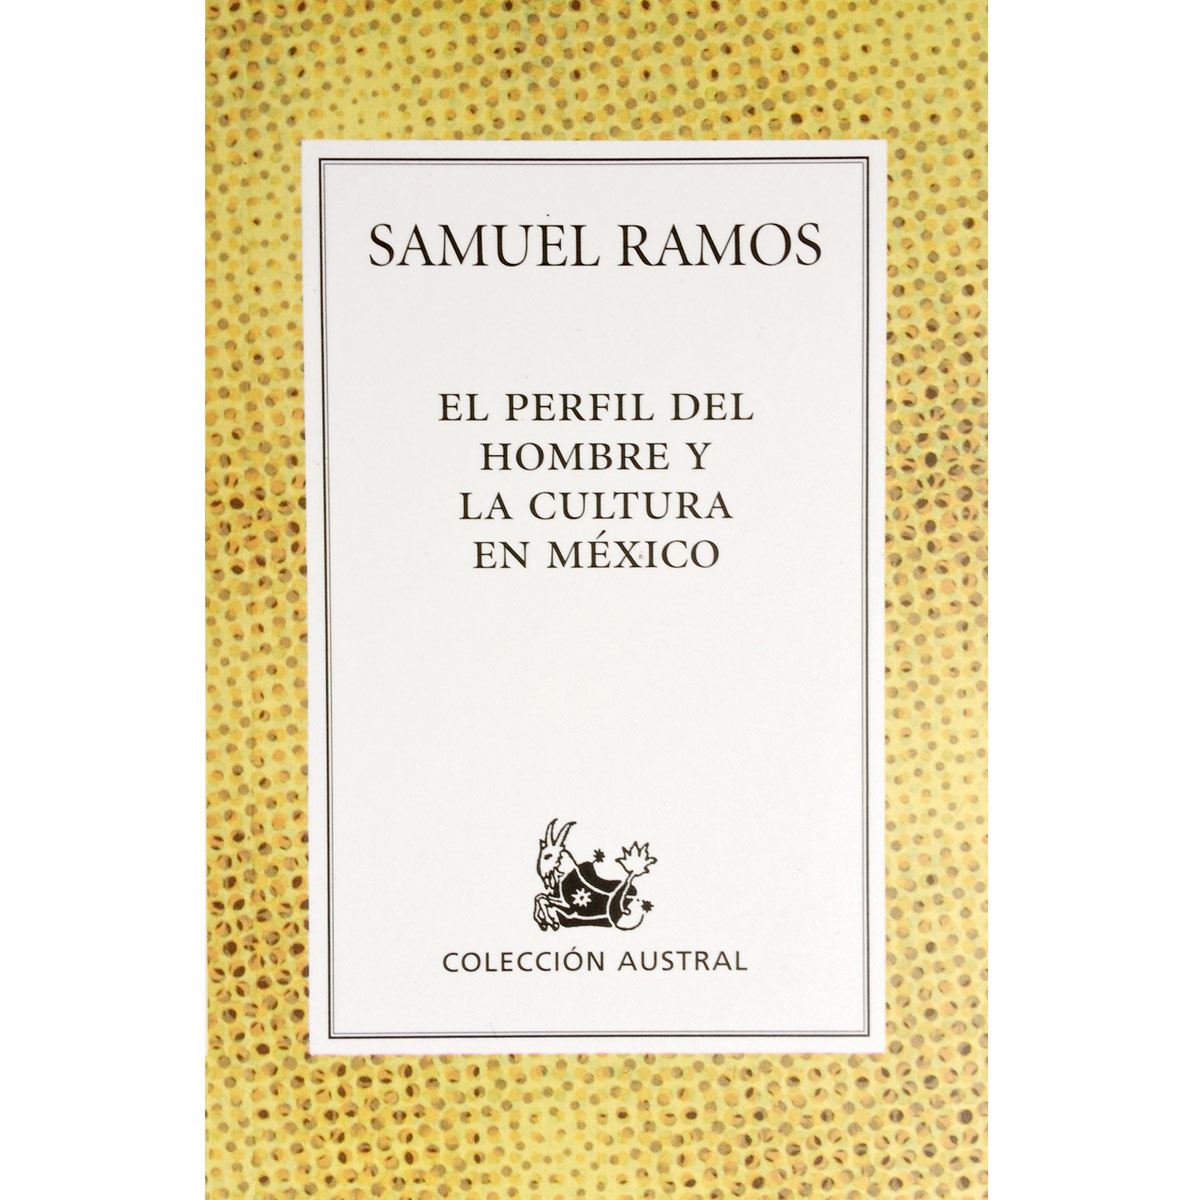 SAMUEL RAMOS
EL PERFIL DEL
HOMBRE Y
LA CULTURA
EN MÉXICO
COLECCIÓN AUSTRAL